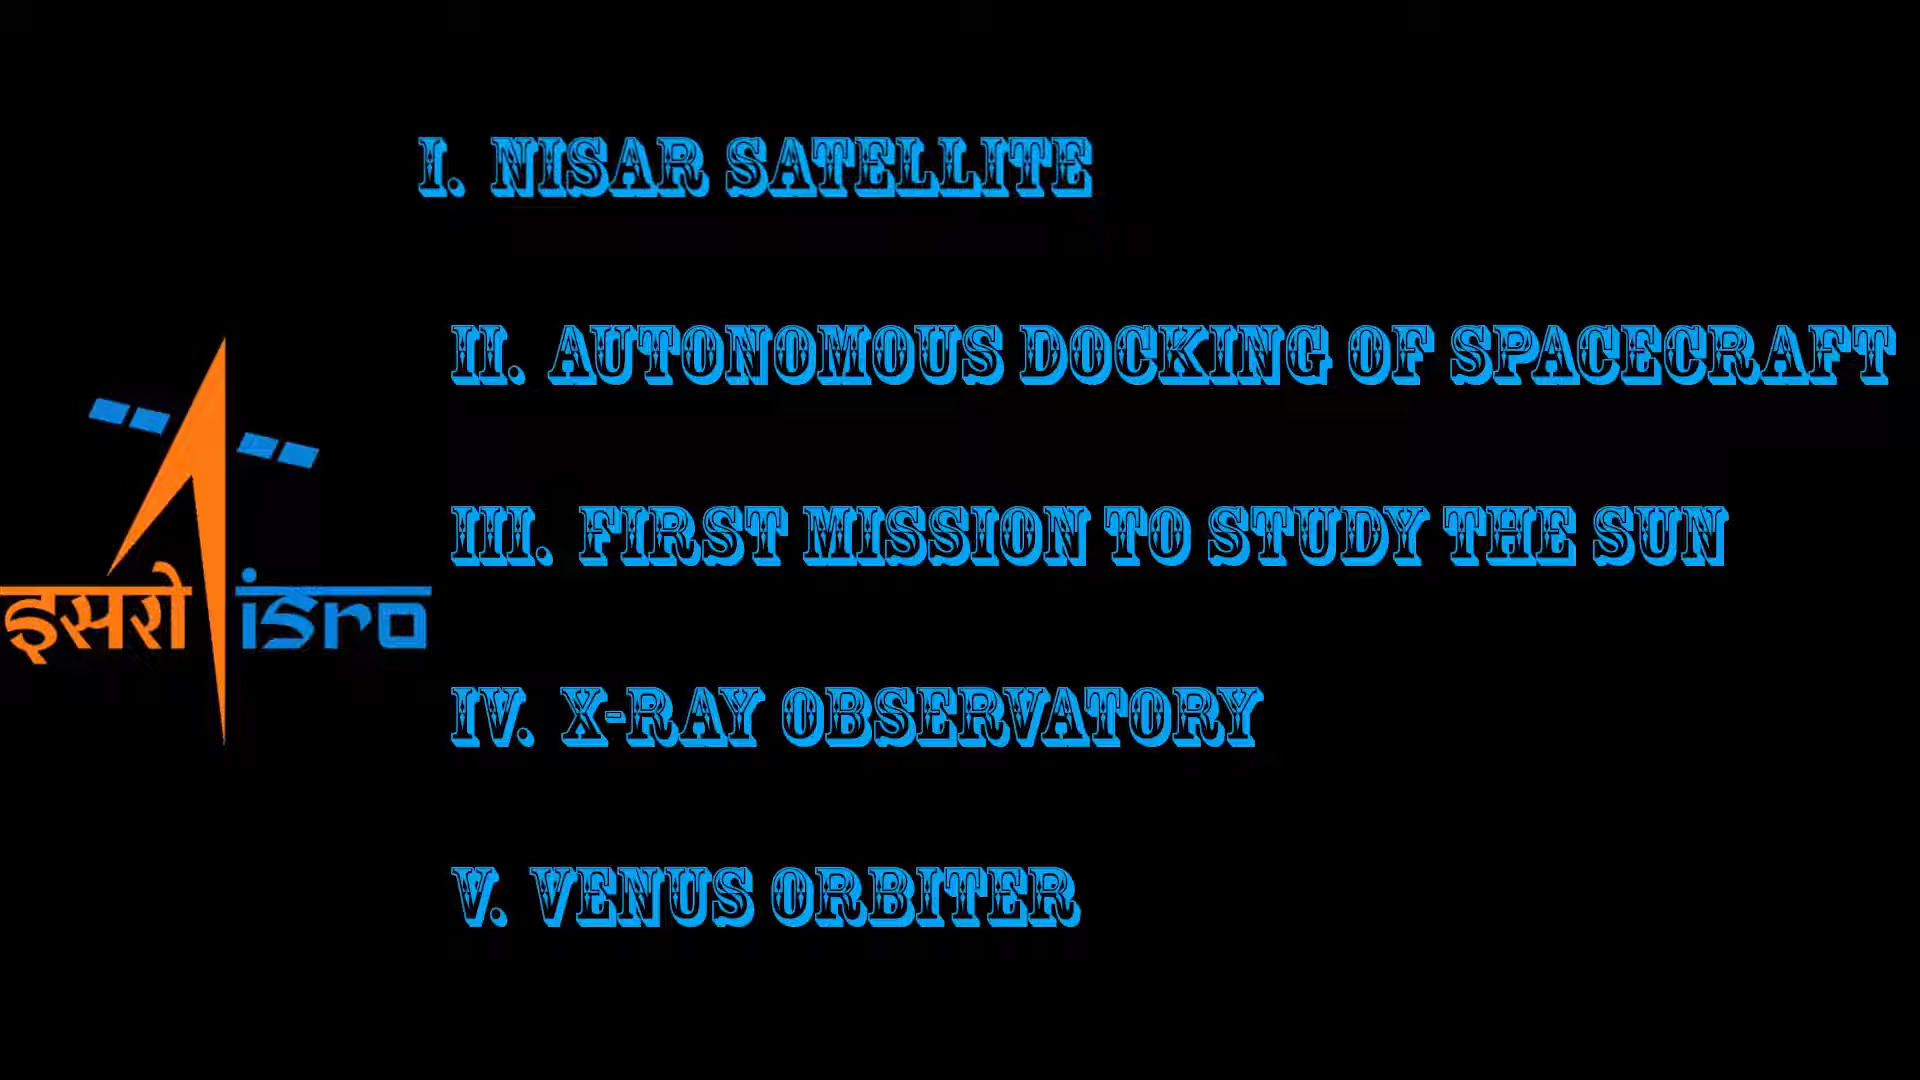 I. NISAR SATELLITE
II. AUTONOMOUS DOCKING OF SPACECRAFT
III. FIRST MISSION TO STUDY THE SUN
इसरो isro
IV. X-RAY OBSERVATORY
V. VENUS ORBITER